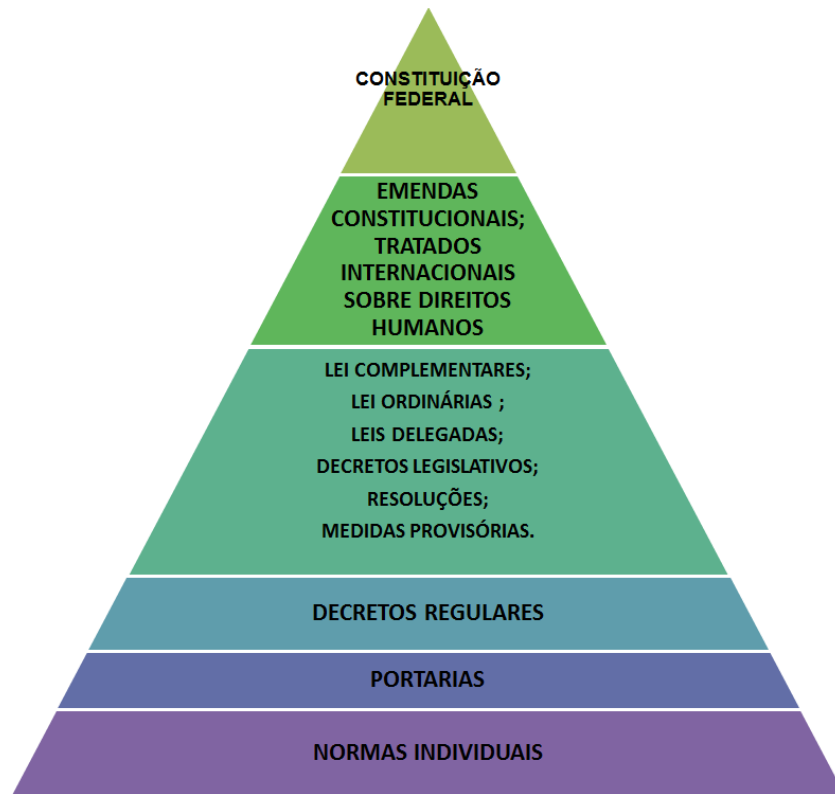 CONSTITUIÇÃO
FEDERAL
EMENDAS
CONSTITUCIONAIS;
TRATADOS
INTERNACIONAIS
SOBRE DIREITOS
HUMANOS
LEI COMPLEMENTARES;
LEI ORDINÁRIAS ;
LEIS DELEGADAS;
DECRETOS LEGISLATIVOS;
RESOLUÇÕES;
MEDIDAS PROVISÓRIAS.
DECRETOS REGULARES
PORTARIAS
NORMAS INDIVIDUAIS